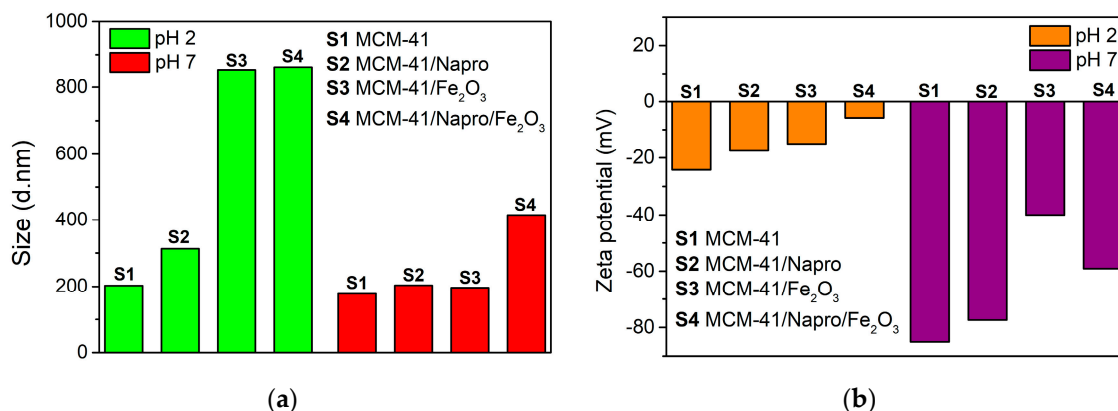 1000
800
600
400
200
0
Size (d.nm)
pH 2
pH 7
S1 MCM-41
S2 MCM-41/Napro
S3 MCM-41/Fe₂O₃
S4 MCM-41/Napro/Fe₂O₃
S1
S2
S3
S4
S1
S2
S3
S4
(a)
20
0
-20
-40
-60
-80
Zeta potential (mV)
pH 2
pH 7
S1
S2
S3
S4
S1
S2
S3
S4
S1 MCM-41
S2 MCM-41/Napro
S3 MCM-41/Fe₂O₃
S4 MCM-41/Napro/Fe₂O₃
(b)